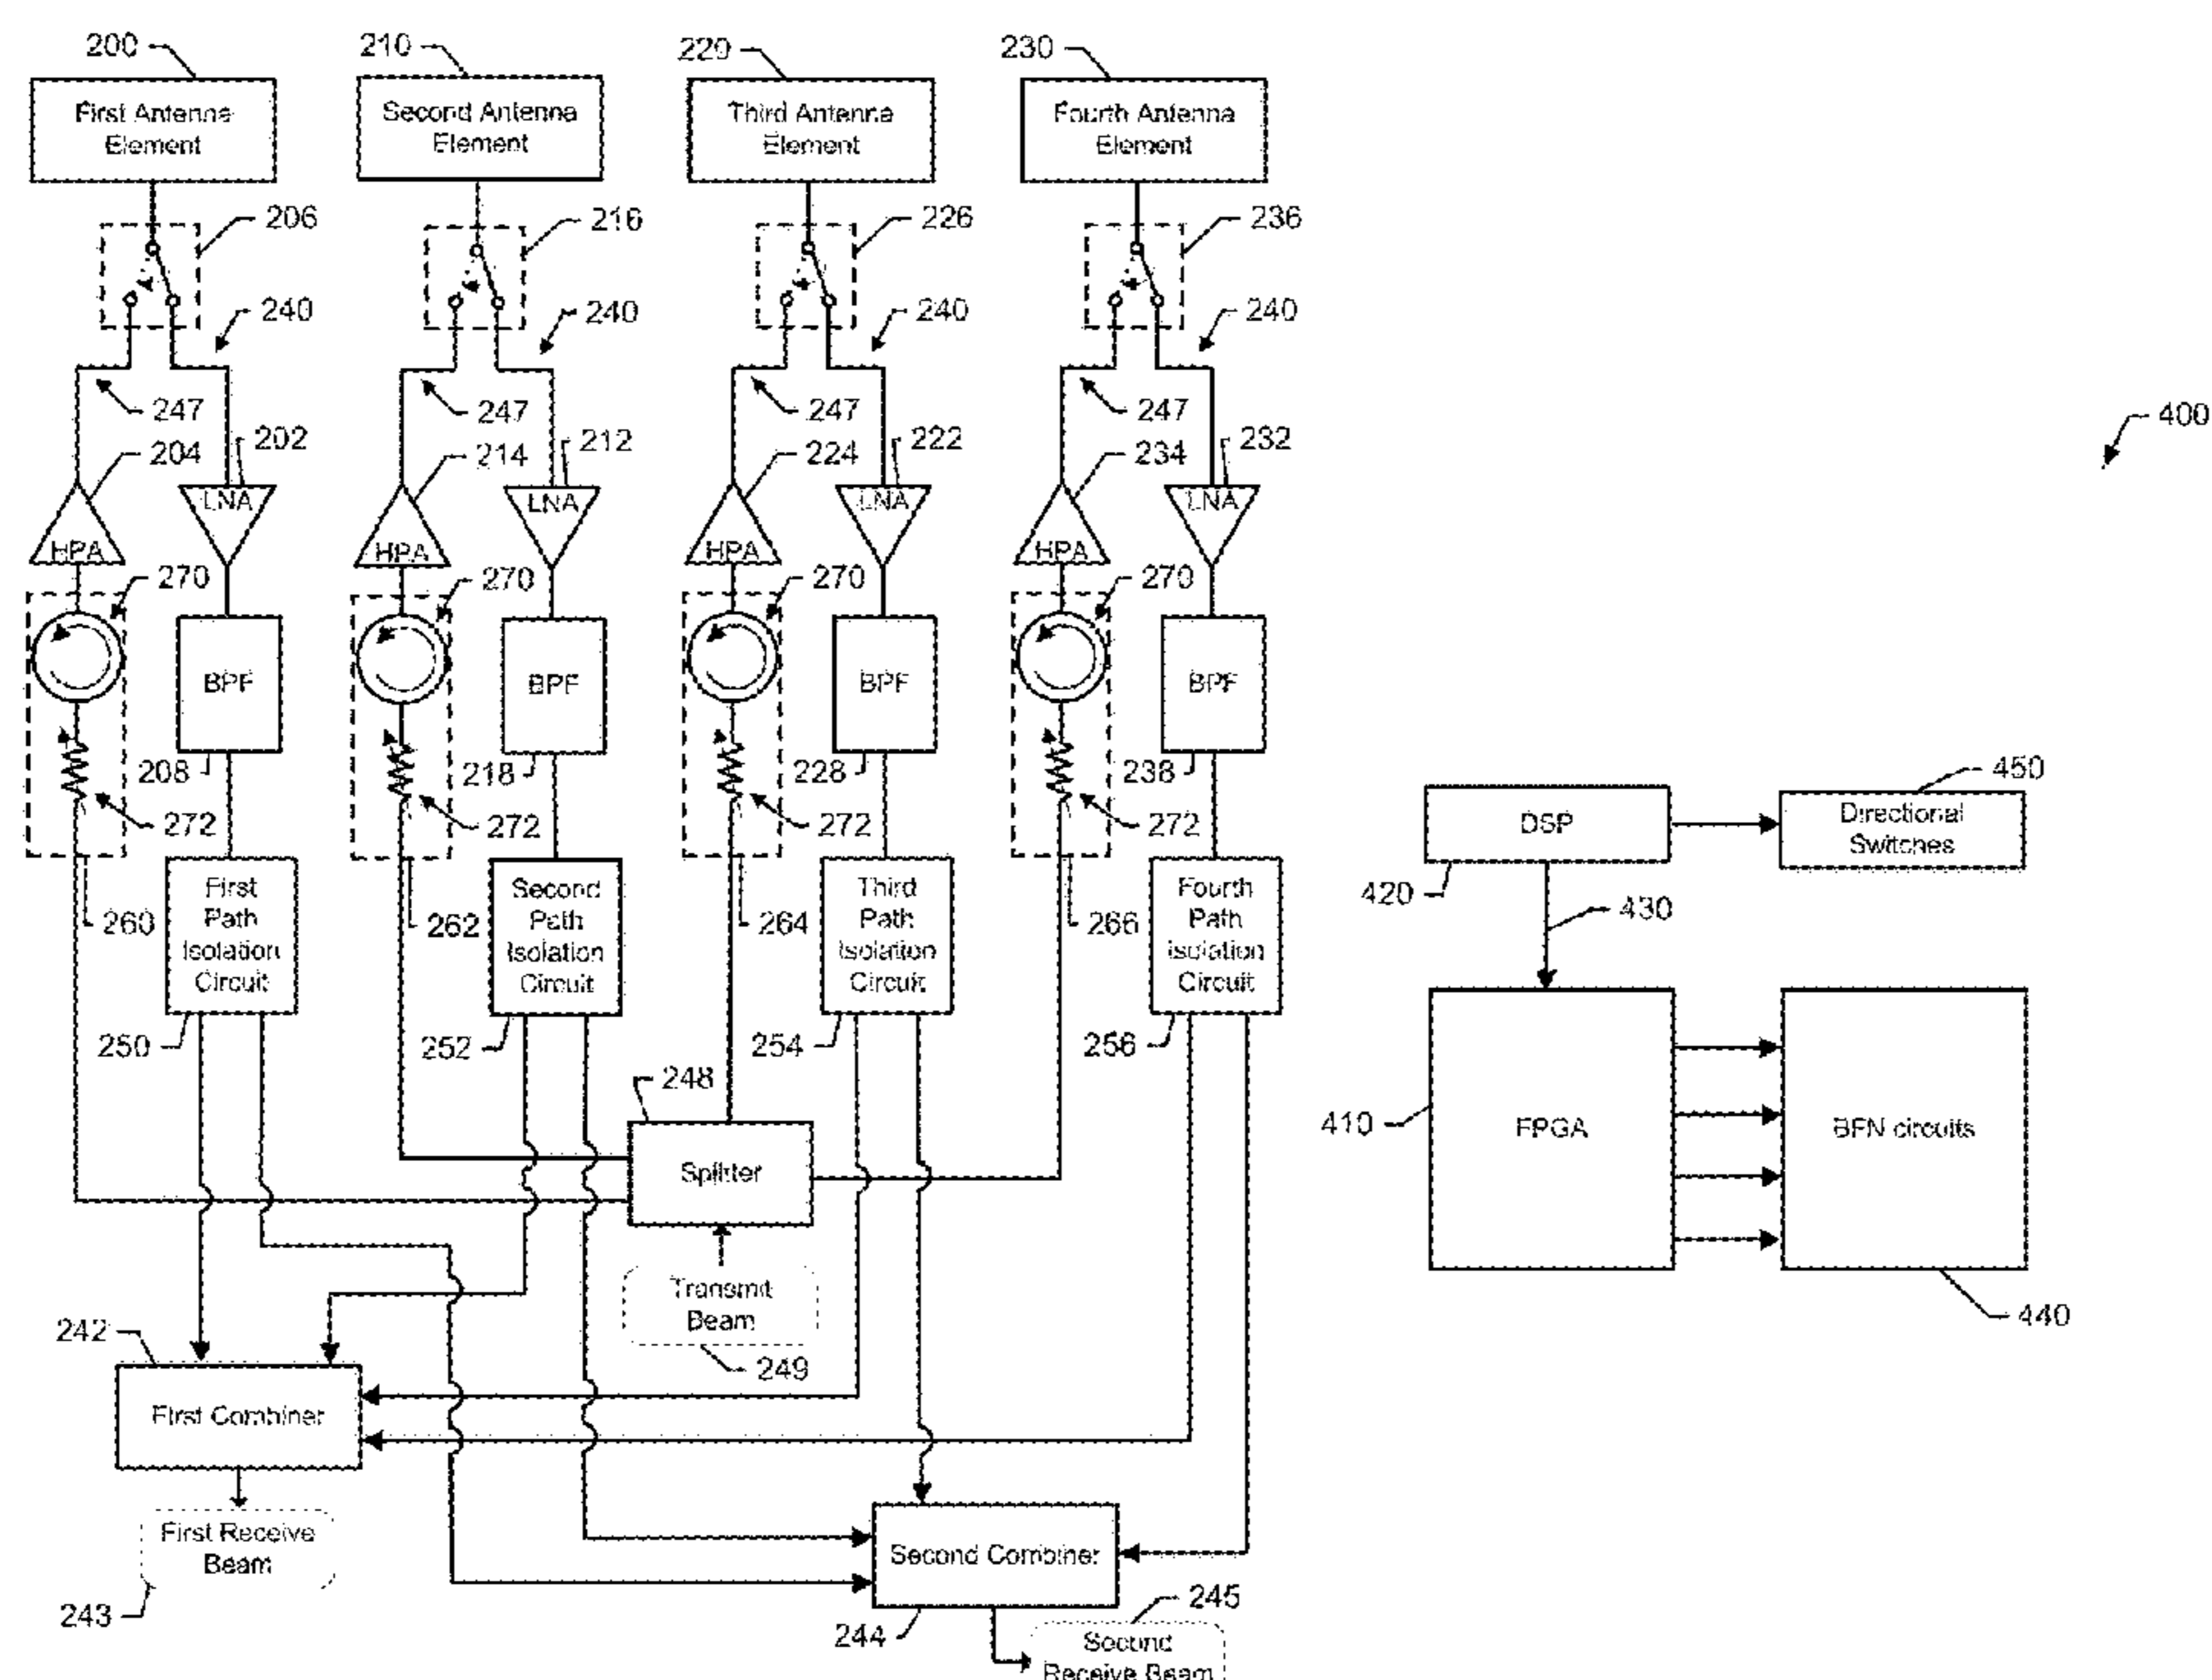 200
210
220
230
First Antenna
Element
Second Antenna
Element
Third Antenna
Element
Fourth Antenna
Element
206
216
226
236
240
240
240
240
247
247
247
247
400
202
212
222
232
204
214
224
234
LNA
LNA
LNA
LNA
HPA
HPA
HPA
HPA
270
270
270
270
BPF
BPF
BPF
BPF
208
218
228
238
272
272
272
272
450
DSP
Directional
Switches
420
430
First
Path
Isolation
Circuit
Second
Path
Isolation
Circuit
Third
Path
Isolation
Circuit
Fourth
Path
Isolation
Circuit
260
262
264
266
250
252
254
256
248
Splitter
410
FPGA
BFN circuits
440
Transmit
Beam
249
242
First Combiner
First Receive
Beam
243
Second Combiner
244
245
Second
Receive Beam